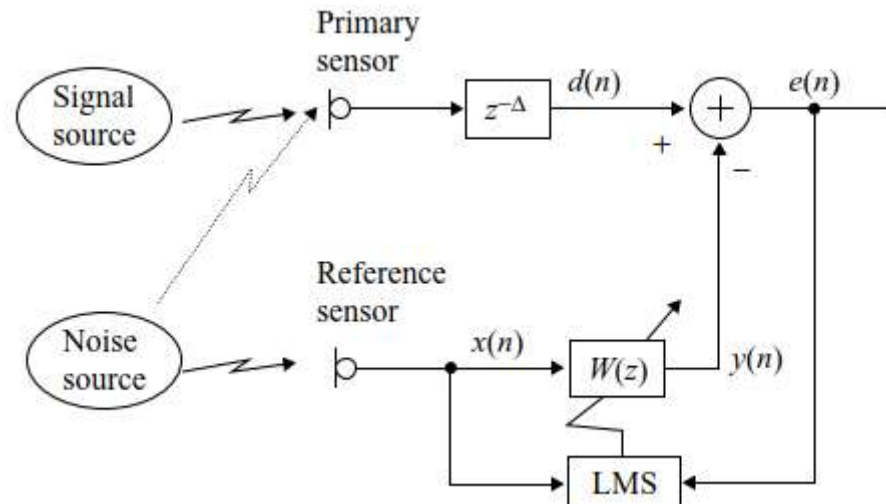 Primary
sensor
Signal
source
z−Δ
d(n)
+
e(n)
+
−
Reference
sensor
Noise
source
x(n)
W(z)
y(n)
LMS